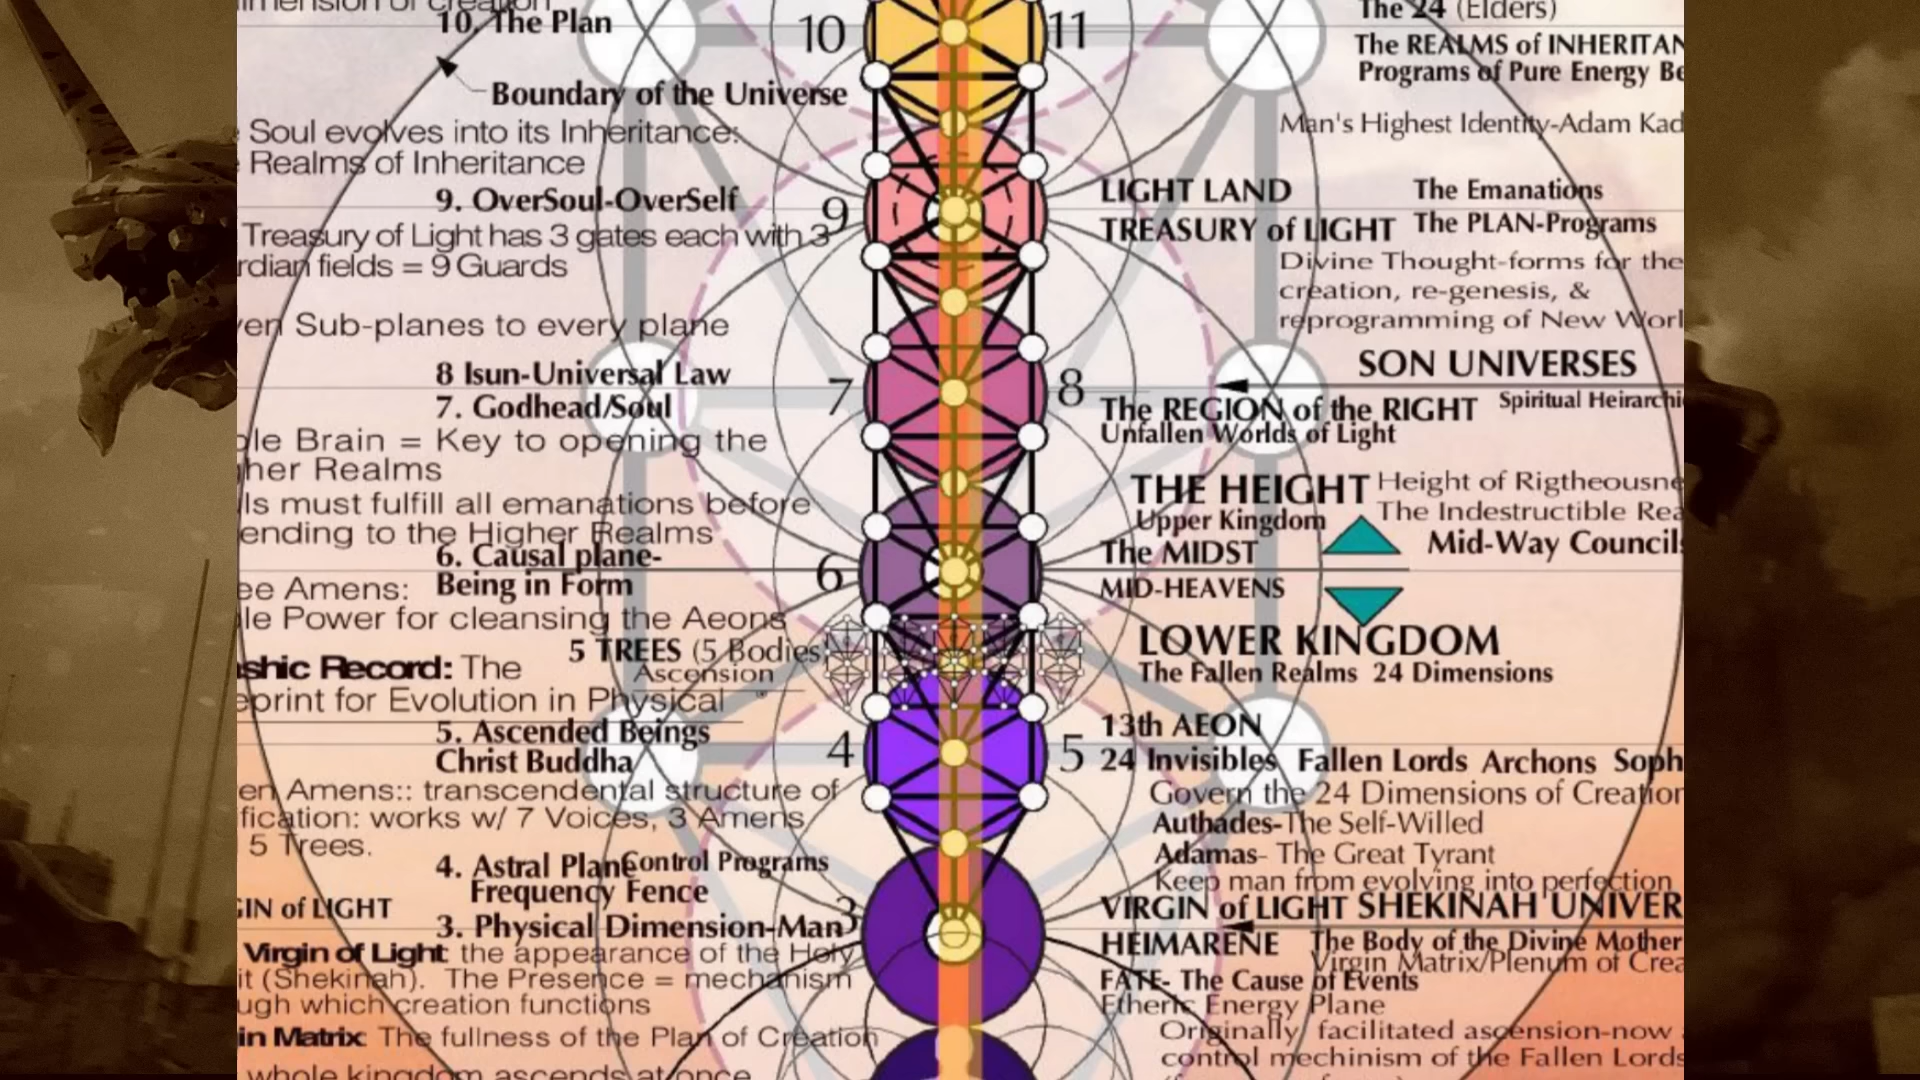 10. The Plan
10
11
The 24 (Elders)
The REALMS of INHERITAN
Programs of Pure Energy Be
Boundary of the Universe
Soul evolves into its Inheritance:
Realms of Inheritance
Man's Highest Identity-Adam Kad
9. OverSoul-OverSelf
9
LIGHT LAND The Emanations
Treasury of Light has 3 gates each with 3
rdian fields = 9 Guards
TREASURY of LIGHT The PLAN-Programs
Divine Thought-forms for the
creation, re-genesis, &
reprogramming of New Worl
ven Sub-planes to every plane
8 Isun-Universal Law
7. Godhead/Soul
7
8
SON UNIVERSES
The REGION of the RIGHT Spiritual Heirarchi
Unfallen Worlds of Light
ple Brain = Key to opening the
her Realms
ls must fulfill all emanations before
ending to the Higher Realms
THE HEIGHT Height of Rigtheousne
Upper Kingdom The Indestructible Rea
The MIDST Mid-Way Council
MID-HEAVENS
6. Causal plane-
Being in Form
6
ee Amens:
le Power for cleansing the Aeons
5 TREES (5 Bodies)
Ascension
LOWER KINGDOM
The Fallen Realms 24 Dimensions
shic Record: The
eprint for Evolution in Physical
5. Ascended Beings
Christ Buddha
4
5
13th AEON
24 Invisibles Fallen Lords Archons Soph
Govern the 24 Dimensions of Creation
Authades-The Self-Willed
Adamas- The Great Tyrant
Keep man from evolving into perfection
en Amens:: transcendental structure of
fication: works w/ 7 Voices, 3 Amens
5 Trees.
4. Astral Plane Control Programs
Frequency Fence
GIN of LIGHT
3. Physical Dimension-Man
3
VIRGIN of LIGHT SHEKINAH UNIVER
HEIMARENE The Body of the Divine Mother
Virgin Matrix/Plenum of Crea
FATE- The Cause of Events
Etheric Energy Plane
Originally facilitated ascension-now
control mechinism of the Fallen Lords
Virgin of Light the appearance of the Holy
it (Shekinah). The Presence = mechanism
ugh which creation functions
in Matrix: The fullness of the Plan of Creation
whole kingdom ascends at once